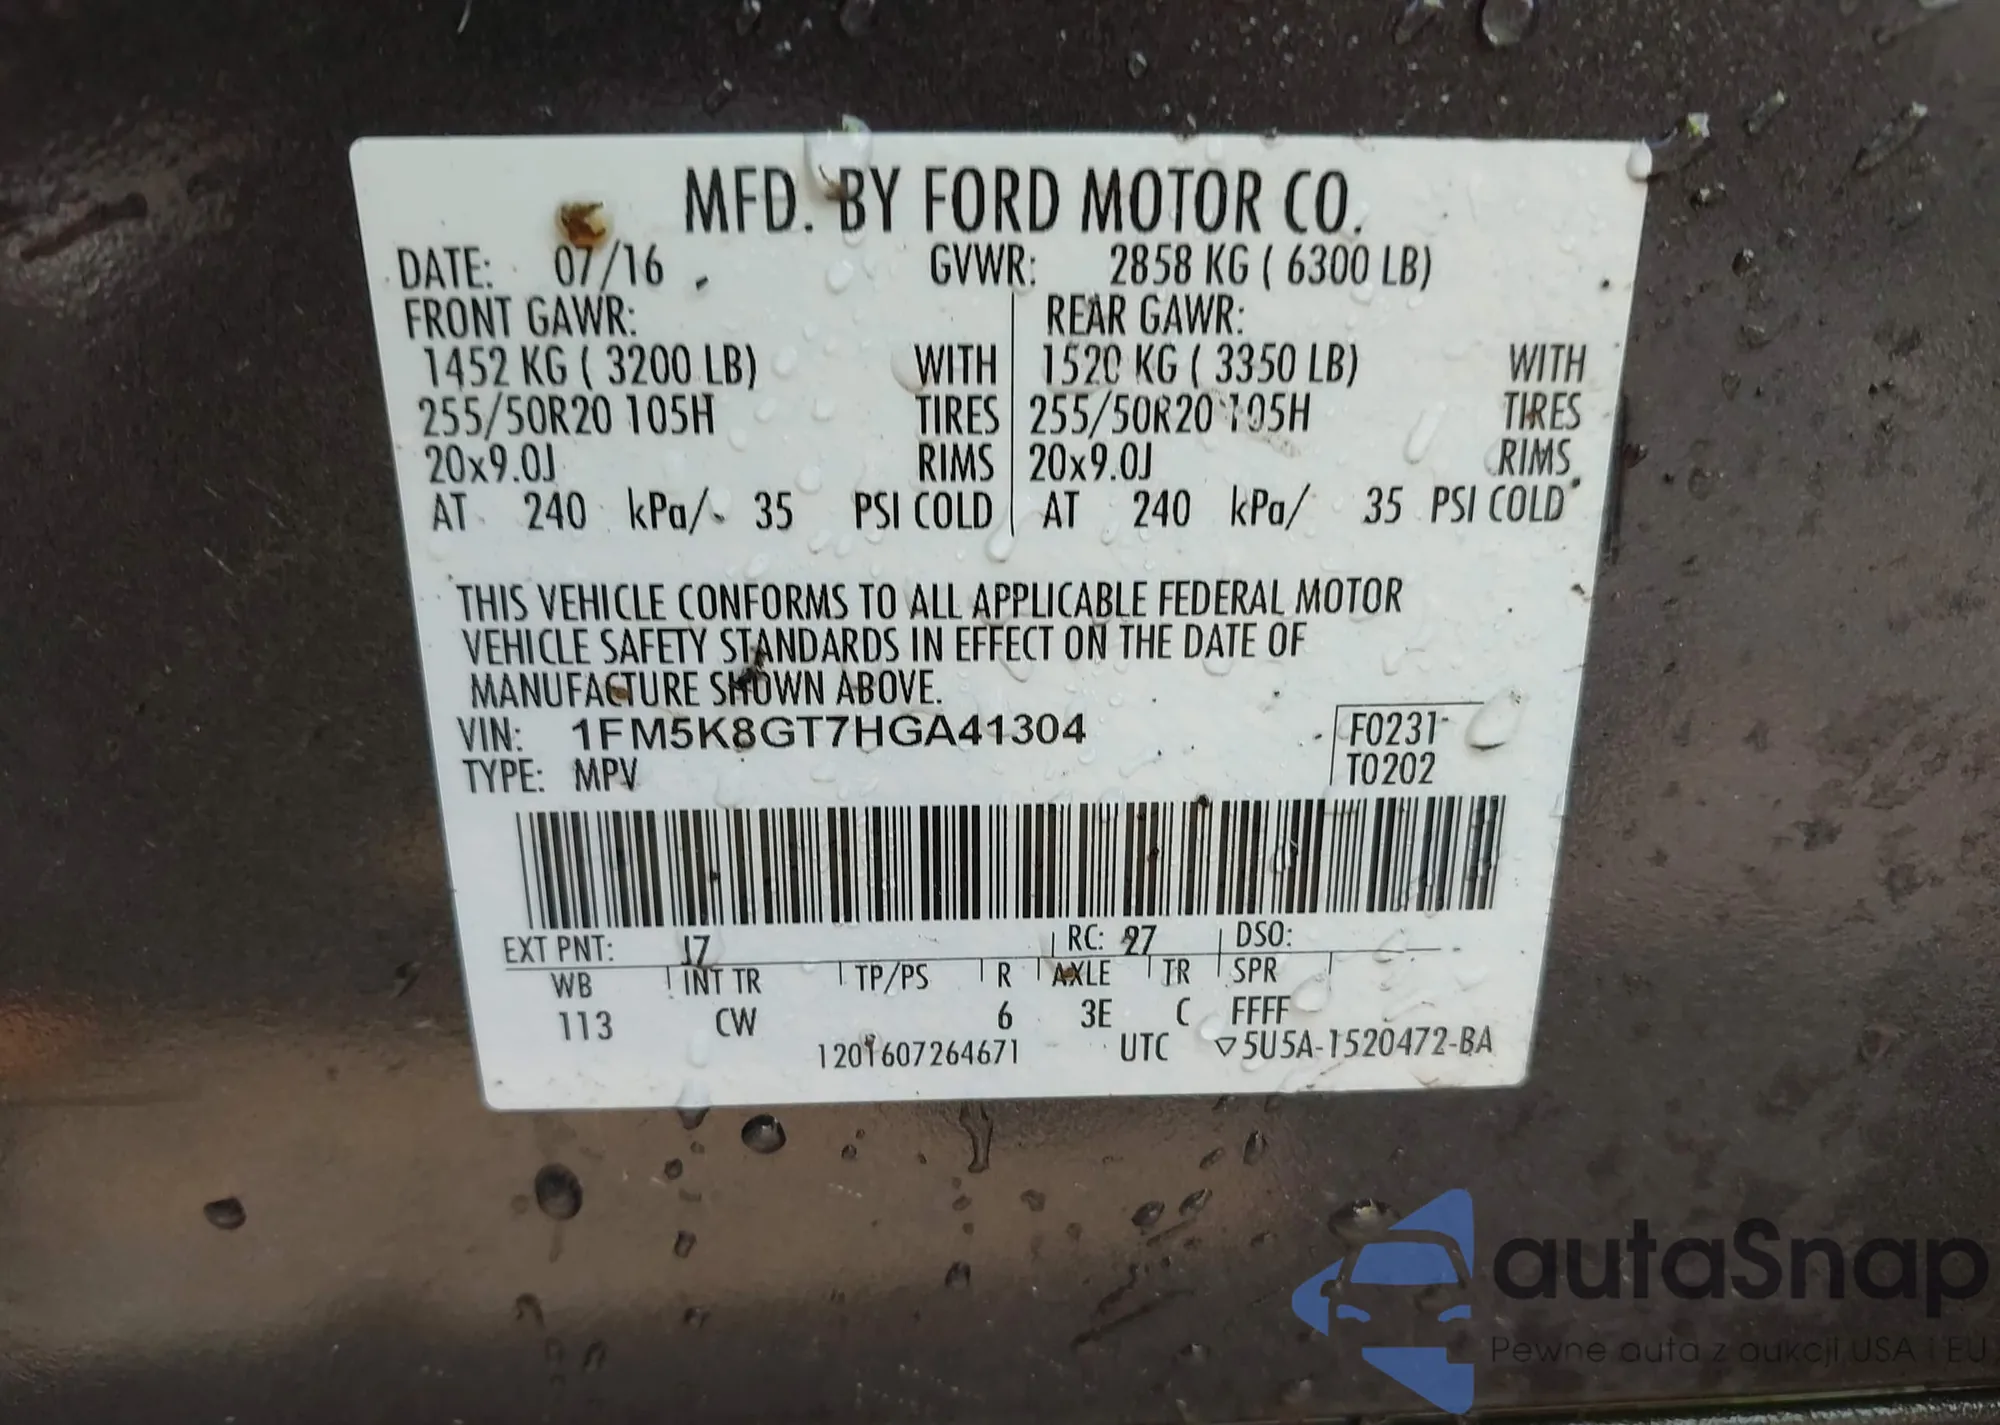 MFD. BY FORD MOTOR CO.
DATE: 07/16 GVWR: 2858 KG ( 6300 LB)
FRONT GAWR: REAR GAWR:
1452 KG ( 3200 LB) WITH 1520 KG ( 3350 LB) WITH
255/50R20 105H TIRES 255/50R20 105H TIRES
20x9.0J RIMS 20x9.0J RIMS
AT 240 kPa/ 35 PSI COLD AT 240 kPa/ 35 PSI COLD
THIS VEHICLE CONFORMS TO ALL APPLICABLE FEDERAL MOTOR
VEHICLE SAFETY STANDARDS IN EFFECT ON THE DATE OF
MANUFACTURE SHOWN ABOVE.
VIN: 1FM5K8GT7HGA41304 F0231
TYPE: MPV T0202
EXT PNT: J7 RC: 27 DSO:
WB INT TR TP/PS R AXLE TR SPR
113 CW 6 3E C FFFF
1201607264671 UTC ▽5U5A-1520472-BA
autaSnap
Pewne auta z aukcji USA i EU